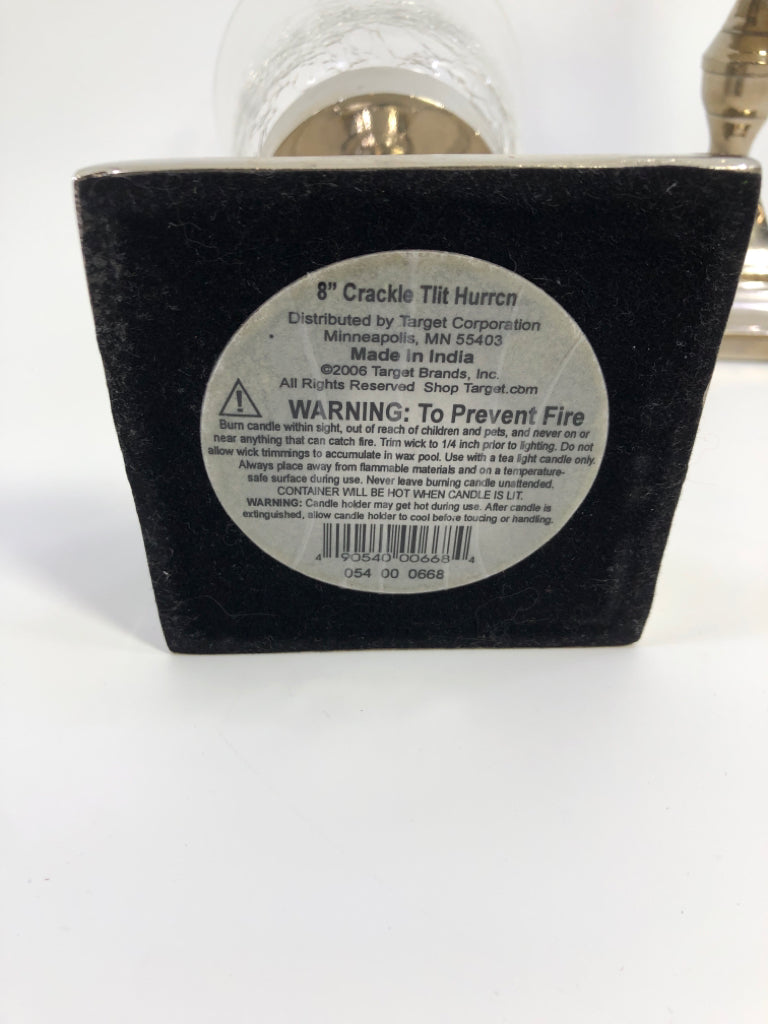 8” Crackle Tlit Hurrcn
Distributed by Target Corporation
Minneapolis, MN 55403
Made in India
©2006 Target Brands, Inc.
All Rights Reserved Shop Target.com
WARNING: To Prevent Fire
Burn candle within sight, out of reach of children and pets, and never on or
near anything that can catch fire. Trim wick to 1/4 inch prior to lighting. Do not
allow wick trimmings to accumulate in wax pool. Use with a tea light candle only.
Always place away from flammable materials and on a temperature-
safe surface during use. Never leave burning candle unattended.
CONTAINER WILL BE HOT WHEN CANDLE IS LIT.
WARNING: Candle holder may get hot during use. After candle is
extinguished, allow candle holder to cool before toucing or handling.
4 90540 00668 4
054 00 0668